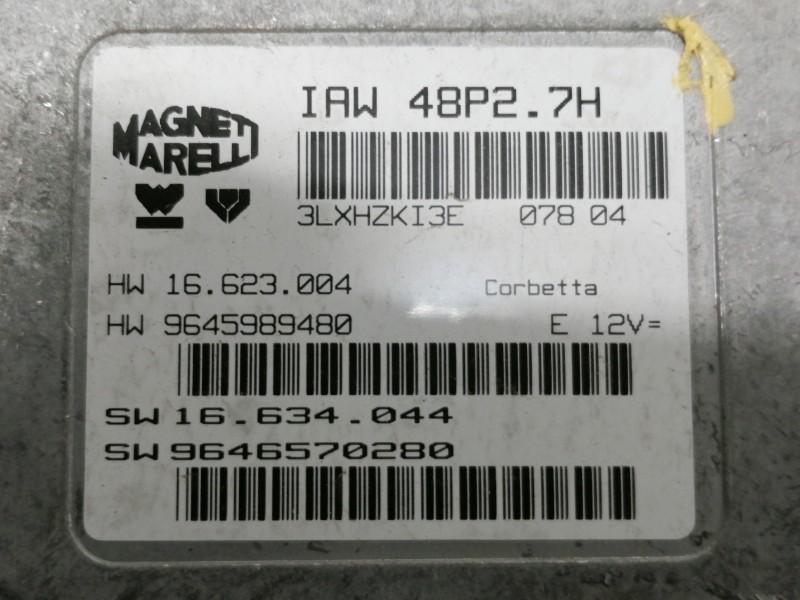 MAGNETI
MARELLI
IAW 48P2.7H
3LXHZKI3E 078 04
HW 16.623.004 Corbetta
HW 9645989480 E 12V=
SW 16.634.044
SW 9646570280